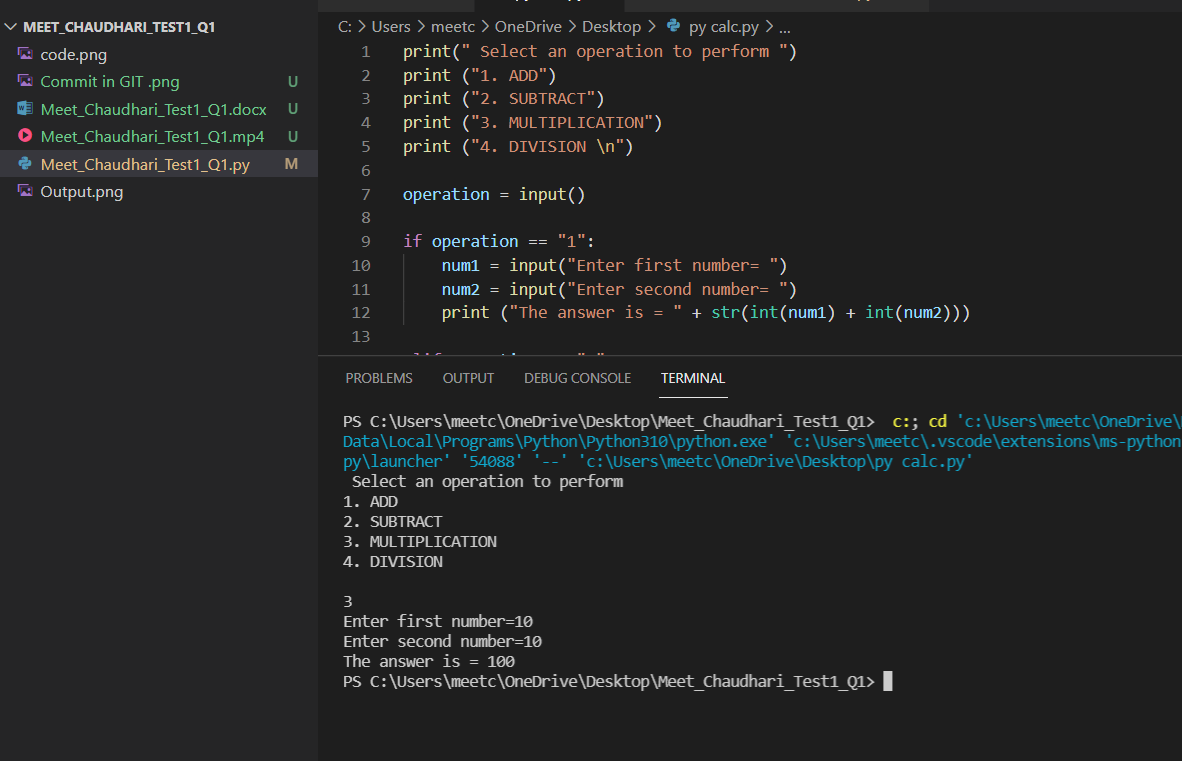 MEET_CHAUDHARI_TEST1_Q1
code.png
Commit in GIT .png U
Meet_Chaudhari_Test1_Q1.docx U
Meet_Chaudhari_Test1_Q1.mp4 U
Meet_Chaudhari_Test1_Q1.py M
Output.png
C: > Users > meetc > OneDrive > Desktop > py calc.py > ...
1 print(" Select an operation to perform ")
2 print ("1. ADD")
3 print ("2. SUBTRACT")
4 print ("3. MULTIPLICATION")
5 print ("4. DIVISION \n")
6
7 operation = input()
8
9 if operation == "1":
10 num1 = input("Enter first number= ")
11 num2 = input("Enter second number= ")
12 print ("The answer is = " + str(int(num1) + int(num2)))
13
PROBLEMS OUTPUT DEBUG CONSOLE TERMINAL
PS C:\Users\meetc\OneDrive\Desktop\Meet_Chaudhari_Test1_Q1> c:; cd 'c:\Users\meetc\OneDrive\
Data\Local\Programs\Python\Python310\python.exe' 'c:\Users\meetc\.vscode\extensions\ms-python
py\launcher' '54088' '--' 'c:\Users\meetc\OneDrive\Desktop\py calc.py'
Select an operation to perform
1. ADD
2. SUBTRACT
3. MULTIPLICATION
4. DIVISION
3
Enter first number=10
Enter second number=10
The answer is = 100
PS C:\Users\meetc\OneDrive\Desktop\Meet_Chaudhari_Test1_Q1>